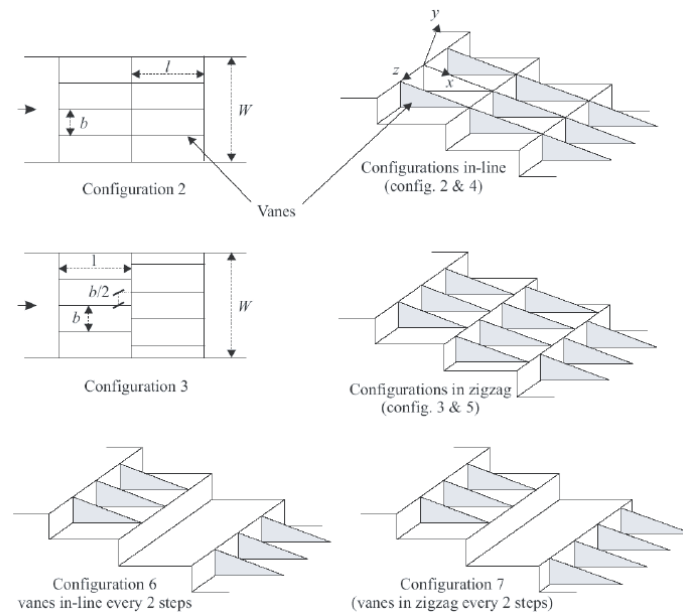 l
W
b
Configuration 2
Vanes
y
z
x
Configurations in-line
(config. 2 & 4)
1
b/2
b
W
Configuration 3
Configurations in zigzag
(config. 3 & 5)
Configuration 6
vanes in-line every 2 steps
Configuration 7
(vanes in zigzag every 2 steps)